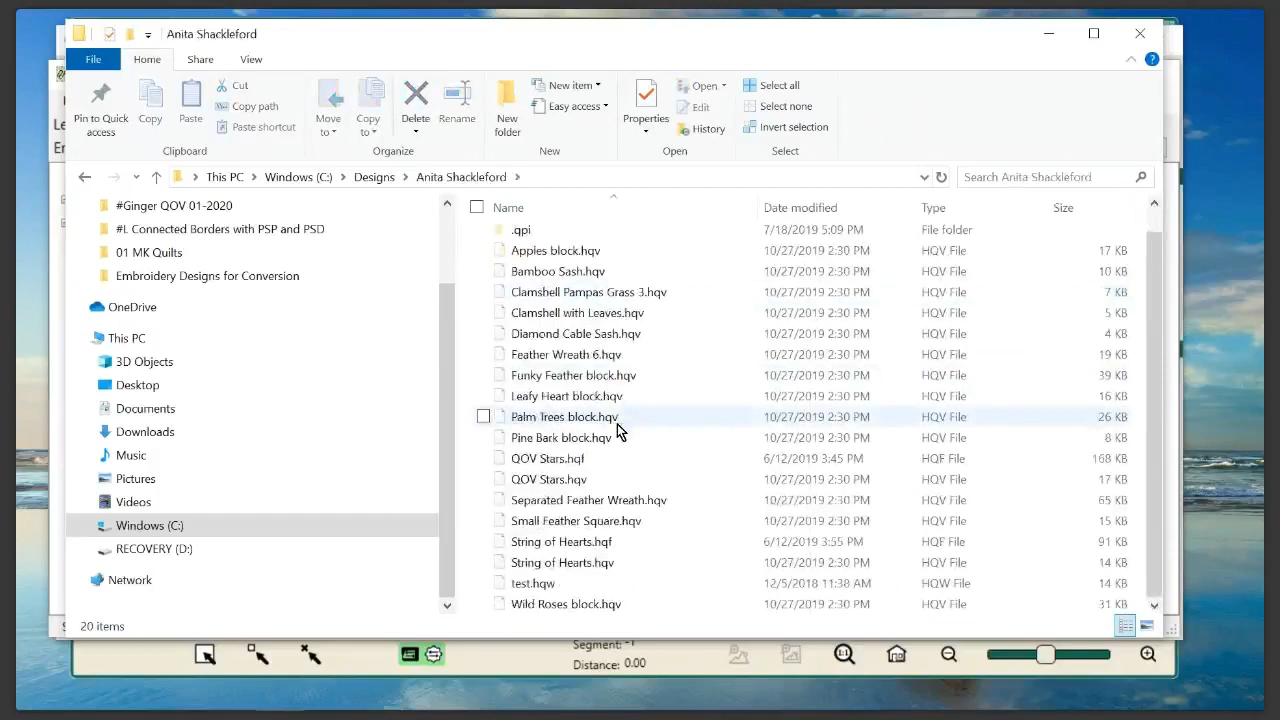 Anita Shackleford
File Home Share View
Pin to Quick access
Copy
Paste
Cut
Copy path
Paste shortcut
Clipboard
Move to
Copy to
Delete
Rename
Organize
New folder
New item
Easy access
New
Properties
Open
Edit
History
Open
Select all
Select none
Invert selection
Select
This PC > Windows (C:) > Designs > Anita Shackleford >
Search Anita Shackleford
#Ginger QOV 01-2020
#L Connected Borders with PSP and PSD
01 MK Quilts
Embroidery Designs for Conversion
OneDrive
This PC
3D Objects
Desktop
Documents
Downloads
Music
Pictures
Videos
Windows (C:)
RECOVERY (D:)
Network
Name Date modified Type Size
.qpi 7/18/2019 5:09 PM File folder
Apples block.hqv 10/27/2019 2:30 PM HQV File 17 KB
Bamboo Sash.hqv 10/27/2019 2:30 PM HQV File 10 KB
Clamshell Pampas Grass 3.hqv 10/27/2019 2:30 PM HQV File 7 KB
Clamshell with Leaves.hqv 10/27/2019 2:30 PM HQV File 5 KB
Diamond Cable Sash.hqv 10/27/2019 2:30 PM HQV File 4 KB
Feather Wreath 6.hqv 10/27/2019 2:30 PM HQV File 19 KB
Funky Feather block.hqv 10/27/2019 2:30 PM HQV File 39 KB
Leafy Heart block.hqv 10/27/2019 2:30 PM HQV File 16 KB
Palm Trees block.hqv 10/27/2019 2:30 PM HQV File 26 KB
Pine Bark block.hqv 10/27/2019 2:30 PM HQV File 8 KB
QOV Stars.hqf 6/12/2019 3:45 PM HQF File 168 KB
QOV Stars.hqv 10/27/2019 2:30 PM HQV File 17 KB
Separated Feather Wreath.hqv 10/27/2019 2:30 PM HQV File 65 KB
Small Feather Square.hqv 10/27/2019 2:30 PM HQV File 15 KB
String of Hearts.hqf 6/12/2019 3:55 PM HQF File 91 KB
String of Hearts.hqv 10/27/2019 2:30 PM HQV File 14 KB
test.hqw 12/5/2018 11:38 AM HQW File 14 KB
Wild Roses block.hqv 10/27/2019 2:30 PM HQV File 31 KB
20 items
Segment: -1
Distance: 0.00
1:1